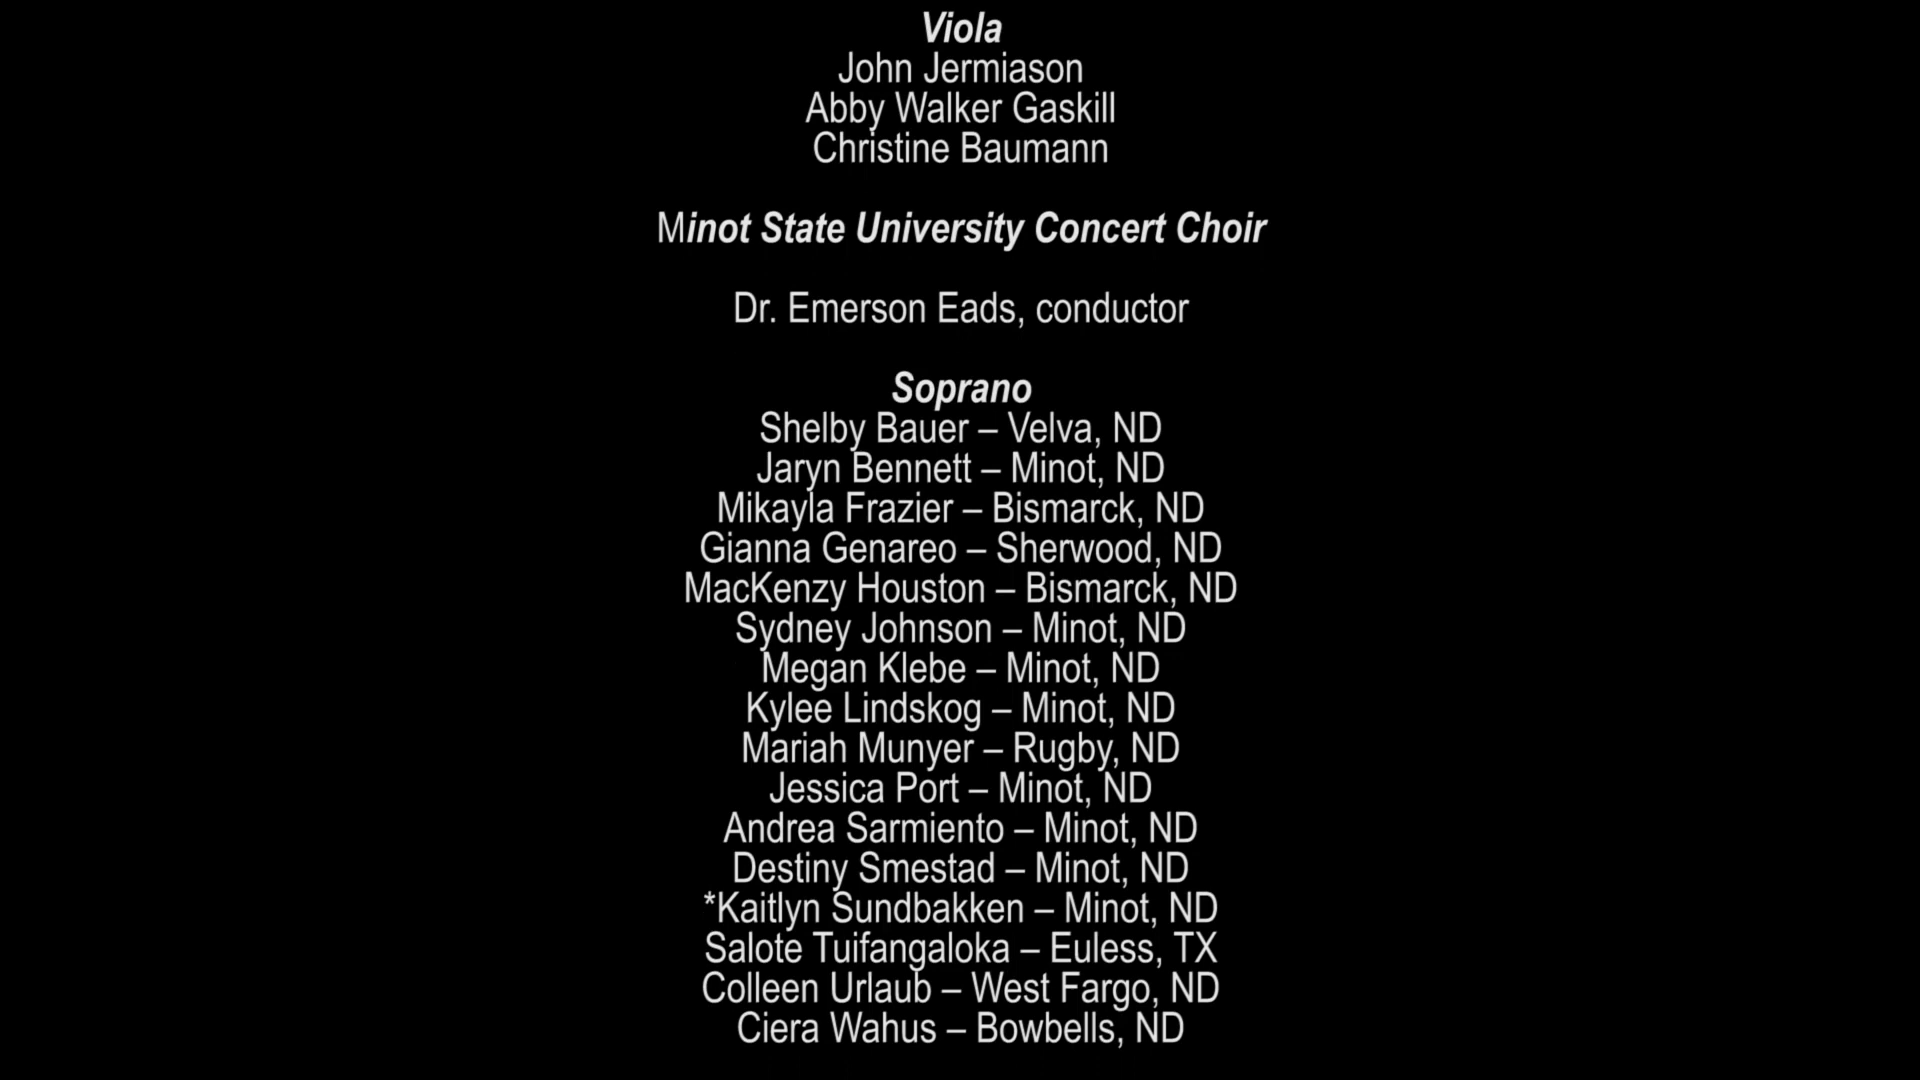 Viola
John Jermiason
Abby Walker Gaskill
Christine Baumann
Minot State University Concert Choir
Dr. Emerson Eads, conductor
Soprano
Shelby Bauer – Velva, ND
Jaryn Bennett – Minot, ND
Mikayla Frazier – Bismarck, ND
Gianna Genareo – Sherwood, ND
MacKenzy Houston – Bismarck, ND
Sydney Johnson – Minot, ND
Megan Klebe – Minot, ND
Kylee Lindskog – Minot, ND
Mariah Munyer – Rugby, ND
Jessica Port – Minot, ND
Andrea Sarmiento – Minot, ND
Destiny Smestad – Minot, ND
*Kaitlyn Sundbakken – Minot, ND
Salote Tuifangaloka – Euless, TX
Colleen Urlaub – West Fargo, ND
Ciera Wahus – Bowbells, ND